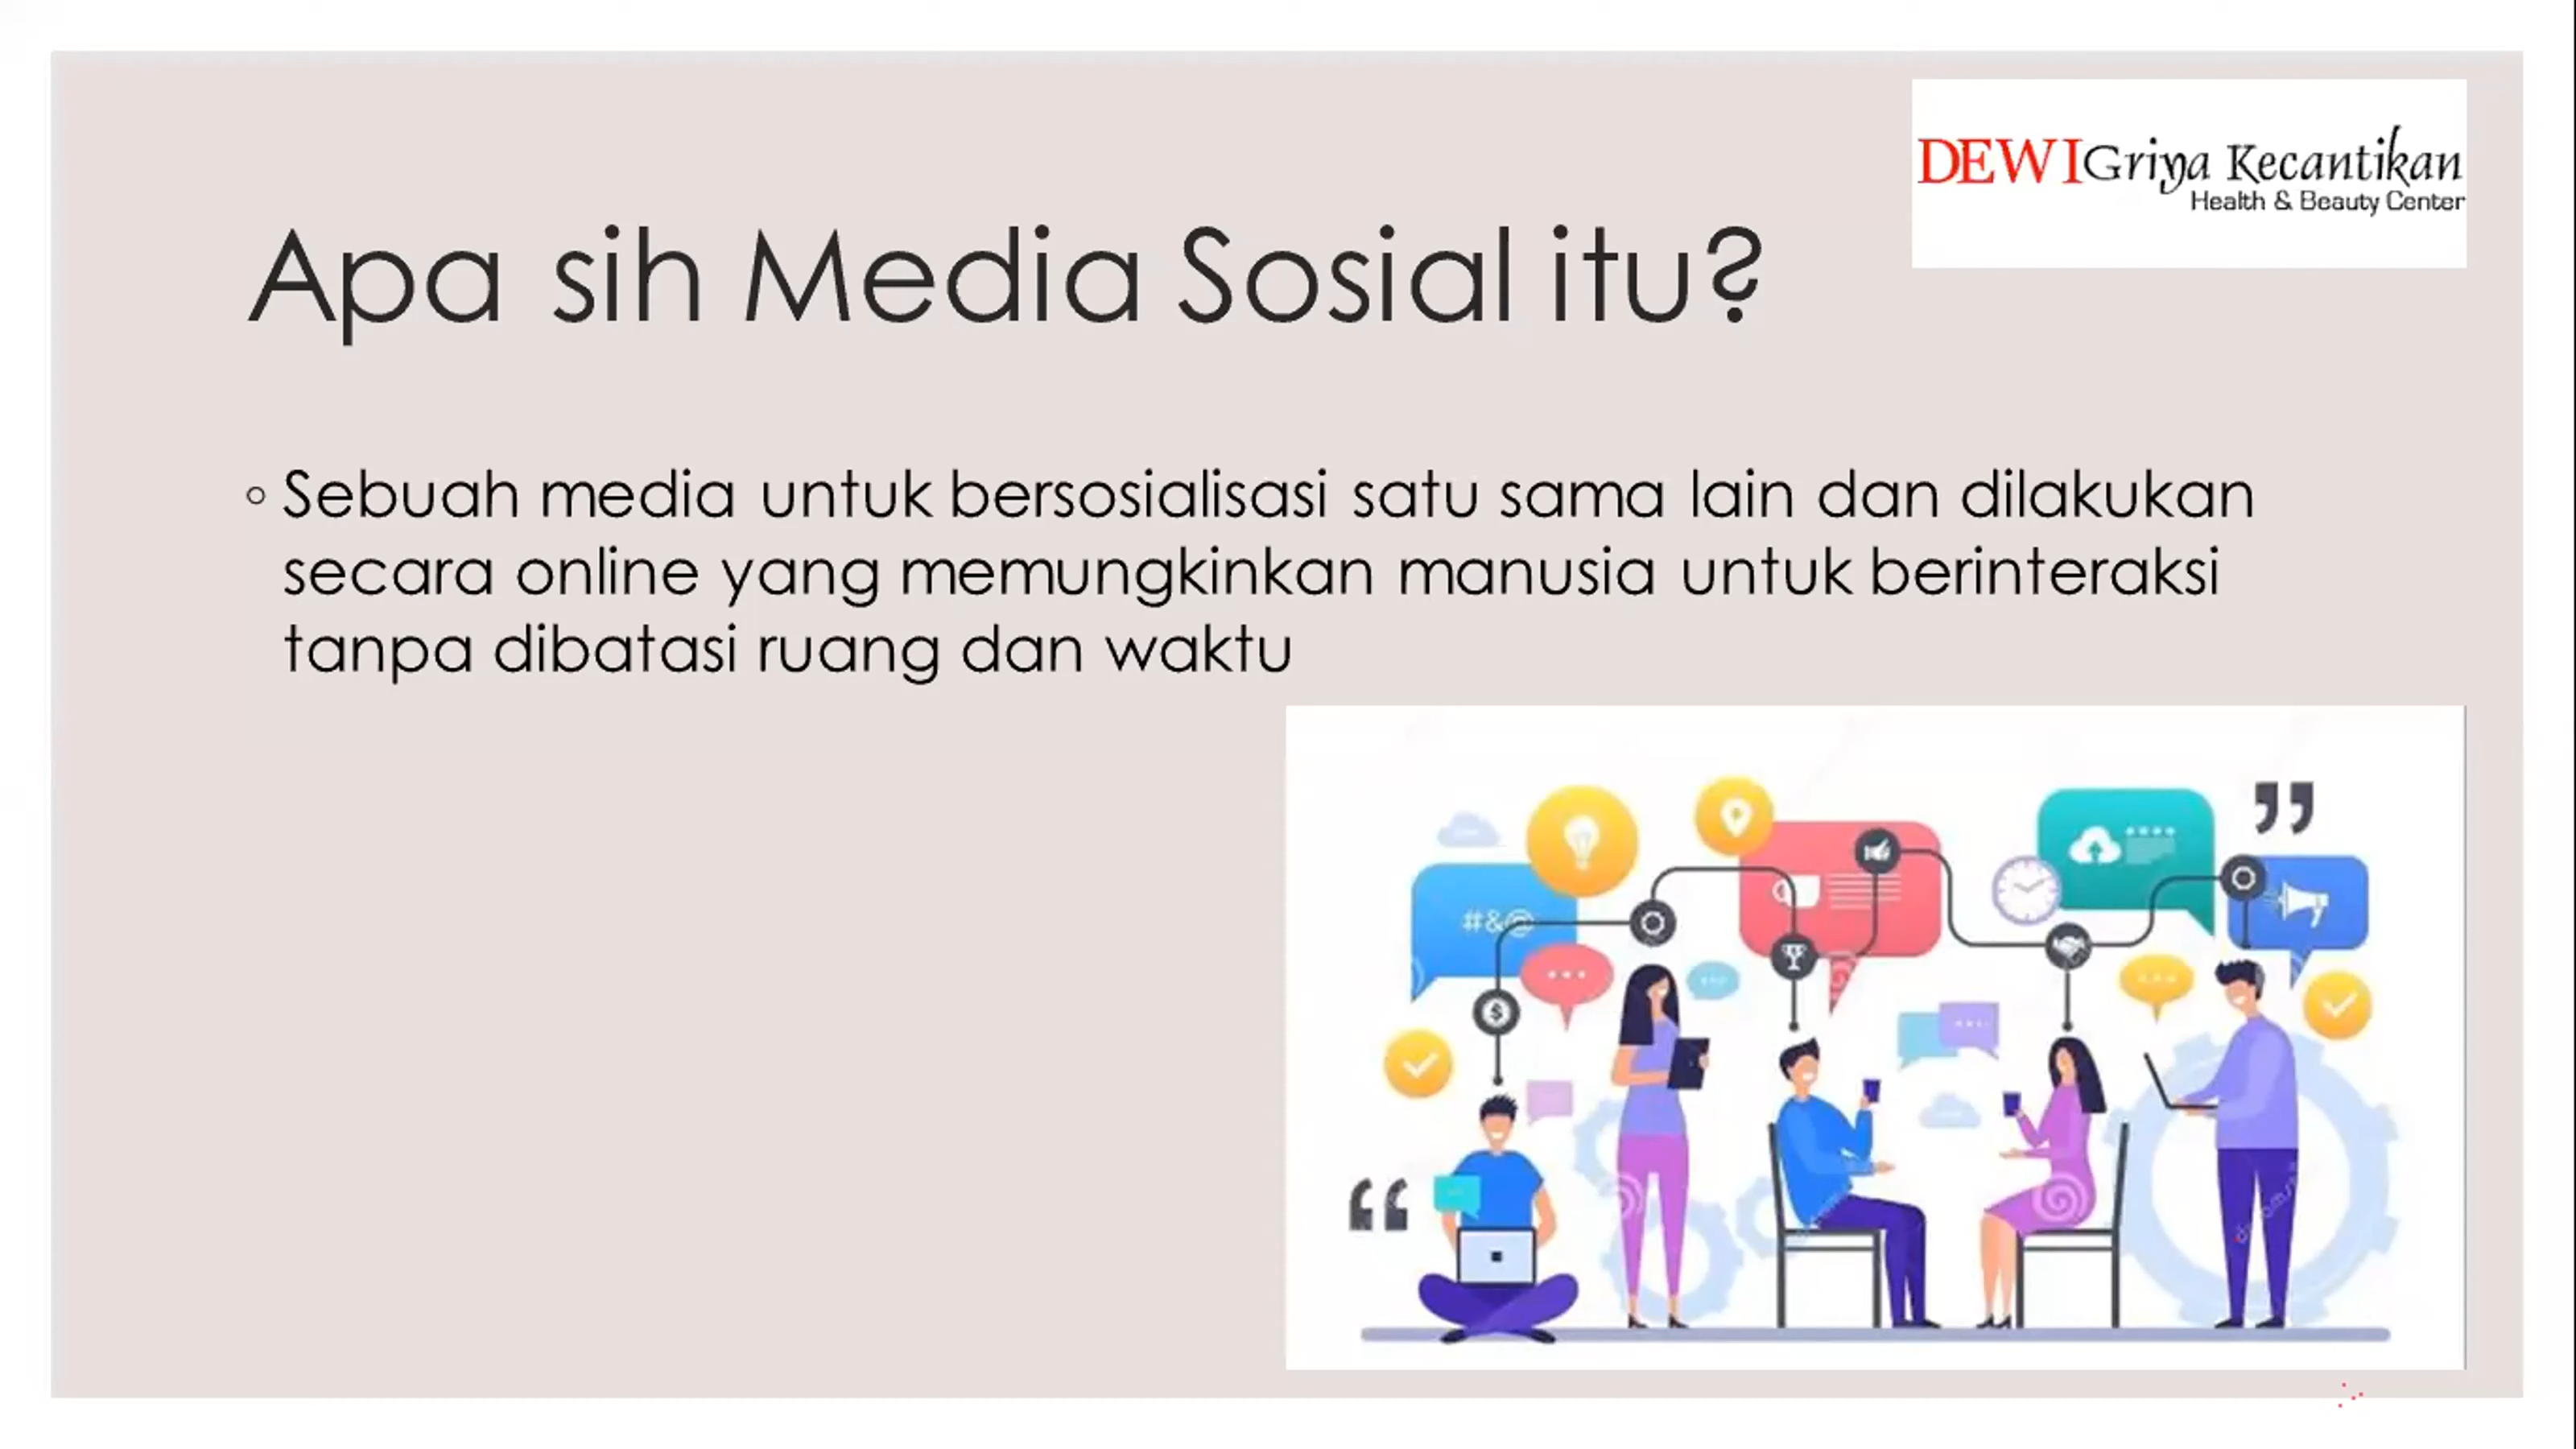 DEWI Griya Kecantikan
Health & Beauty Center
Apa sih Media Sosial itu?
◦ Sebuah media untuk bersosialisasi satu sama lain dan dilakukan
secara online yang memungkinkan manusia untuk berinteraksi
tanpa dibatasi ruang dan waktu
#&@